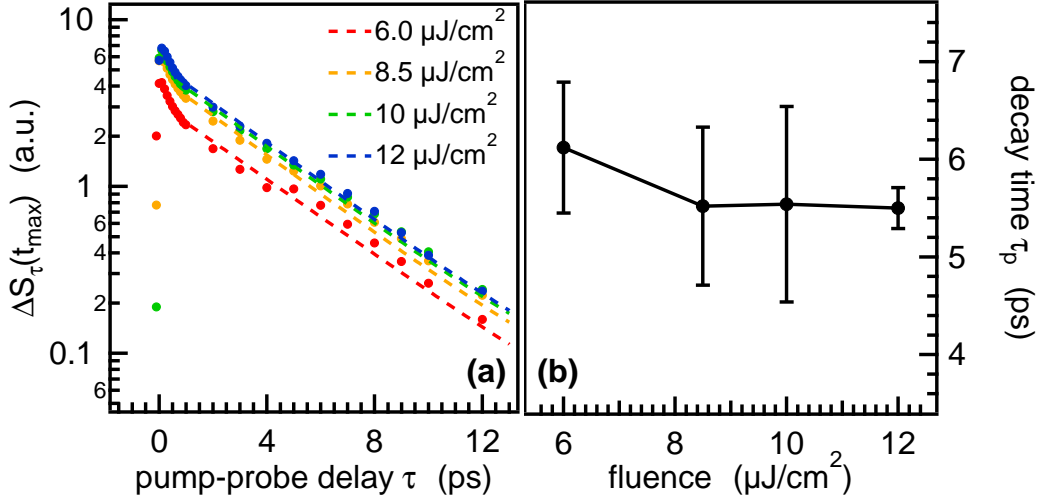 10
6
4
2
1
6
4
2
0.1
6
ΔSτ(tmax) (a.u.)
6.0 µJ/cm²
8.5 µJ/cm²
10 µJ/cm²
12 µJ/cm²
(a)
0 4 8 12
pump-probe delay τ (ps)
(b)
6 8 10 12
fluence (µJ/cm²)
7
6
5
4
decay time τp (ps)